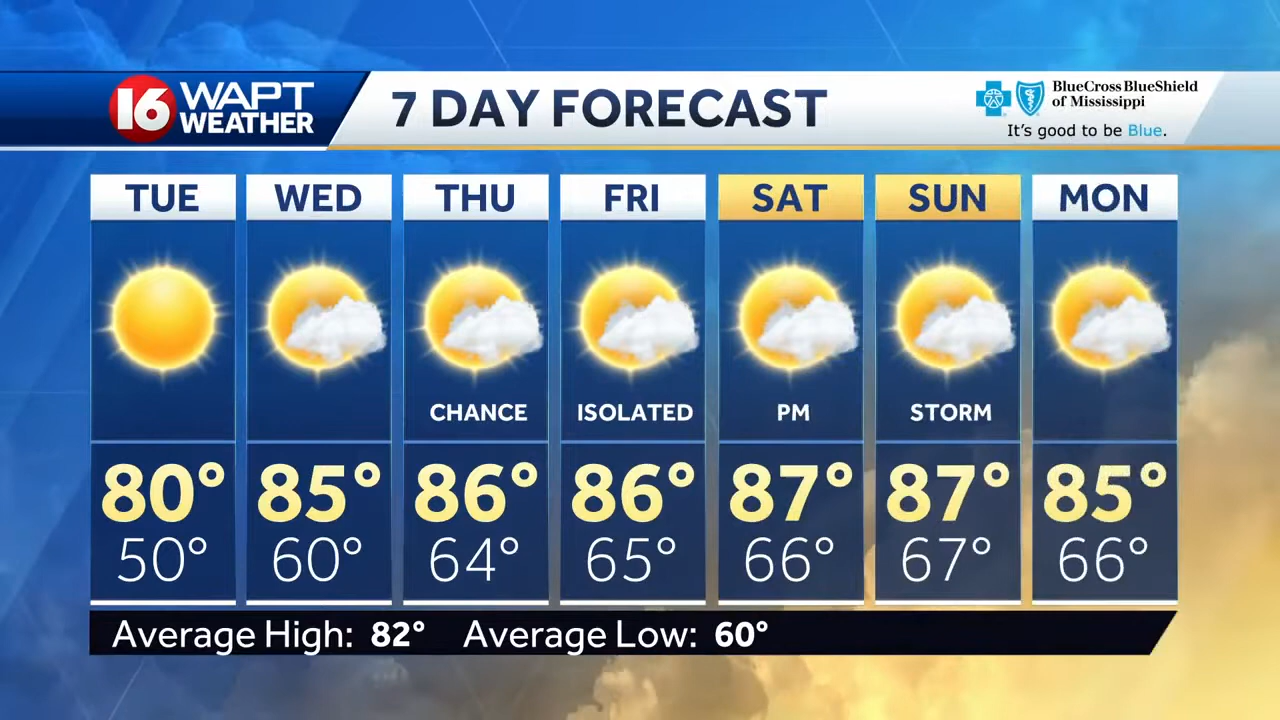 16 WAPT WEATHER
7 DAY FORECAST
BlueCross BlueShield
of Mississippi
It's good to be Blue.
TUE WED THU FRI SAT SUN MON
CHANCE ISOLATED PM STORM
80° 85° 86° 86° 87° 87° 85°
50° 60° 64° 65° 66° 67° 66°
Average High: 82° Average Low: 60°